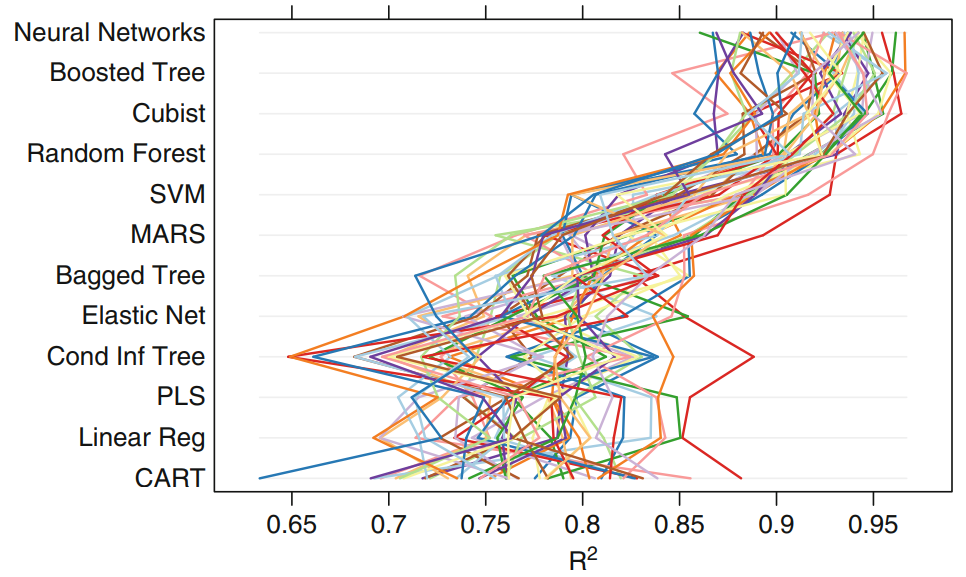 Neural Networks
Boosted Tree
Cubist
Random Forest
SVM
MARS
Bagged Tree
Elastic Net
Cond Inf Tree
PLS
Linear Reg
CART
0.65 0.7 0.75 0.8 0.85 0.9 0.95
R²